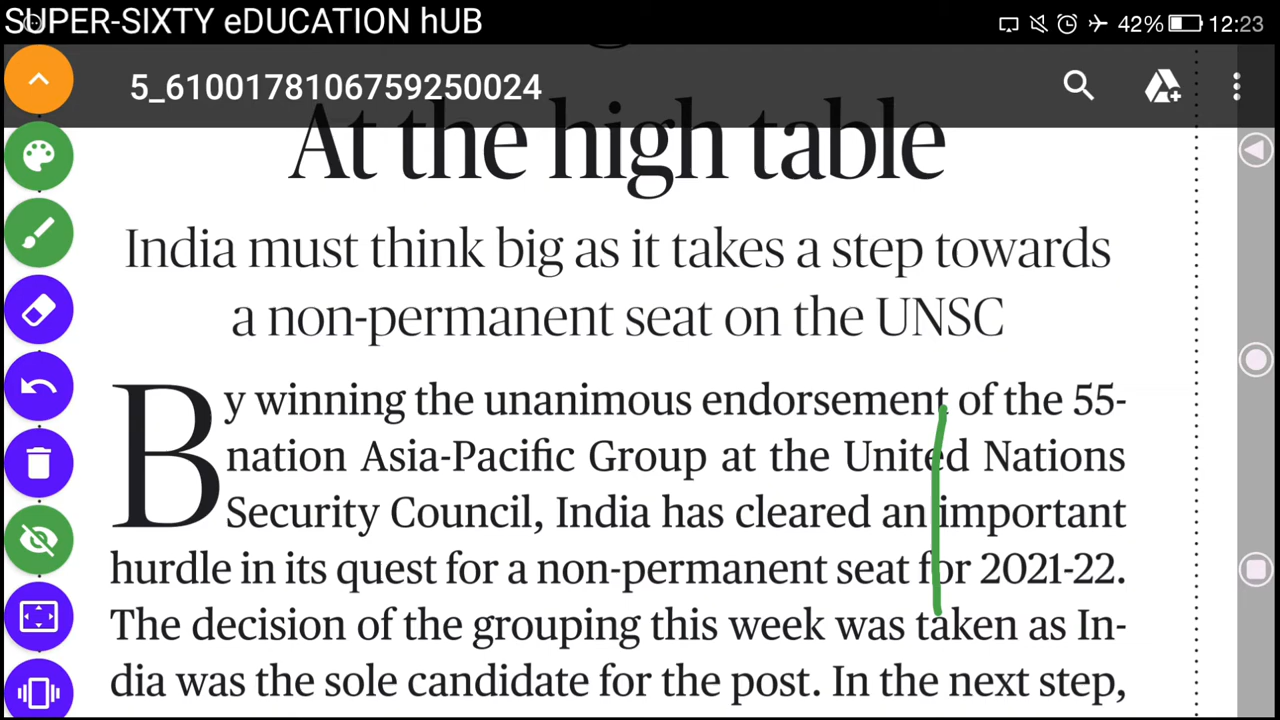 SUPER-SIXTY eDUCATION hUB
42% 12:23
5_6100178106759250024
At the high table
India must think big as it takes a step towards
a non-permanent seat on the UNSC
By winning the unanimous endorsement of the 55-
nation Asia-Pacific Group at the United Nations
Security Council, India has cleared an important
hurdle in its quest for a non-permanent seat for 2021-22.
The decision of the grouping this week was taken as In-
dia was the sole candidate for the post. In the next step,